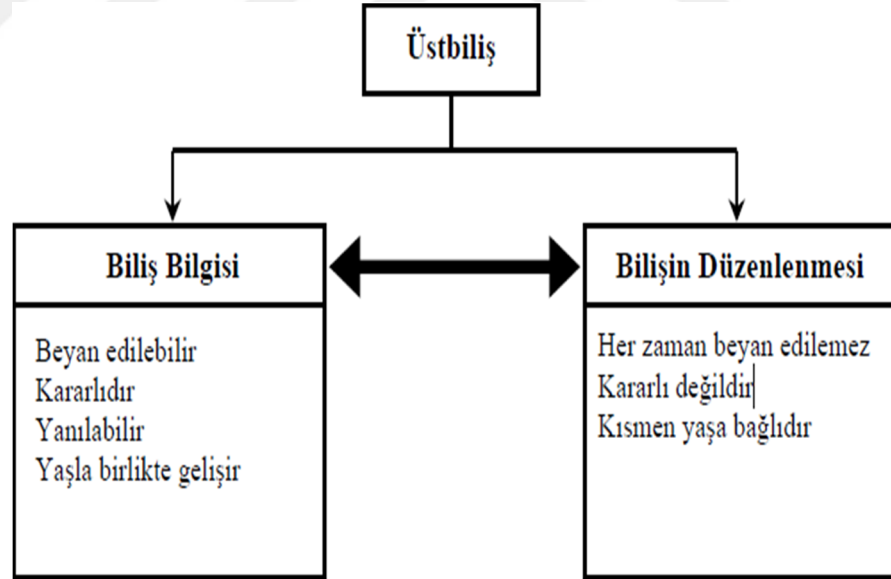 Üstbiliş
Biliş Bilgisi
Beyan edilebilir
Kararlıdır
Yanılabilir
Yaşla birlikte gelişir
Bilişin Düzenlenmesi
Her zaman beyan edilemez
Kararlı değildir
Kısmen yaşa bağlıdır